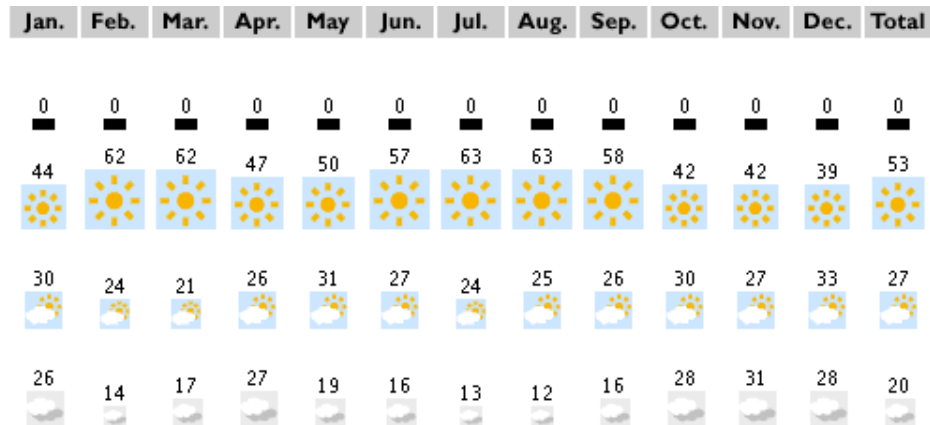 Jan. Feb. Mar. Apr. May Jun. Jul. Aug. Sep. Oct. Nov. Dec. Total
0 0 0 0 0 0 0 0 0 0 0 0 0
44 62 62 47 50 57 63 63 58 42 42 39 53
30 24 21 26 31 27 24 25 26 30 27 33 27
26 14 17 27 19 16 13 12 16 28 31 28 20